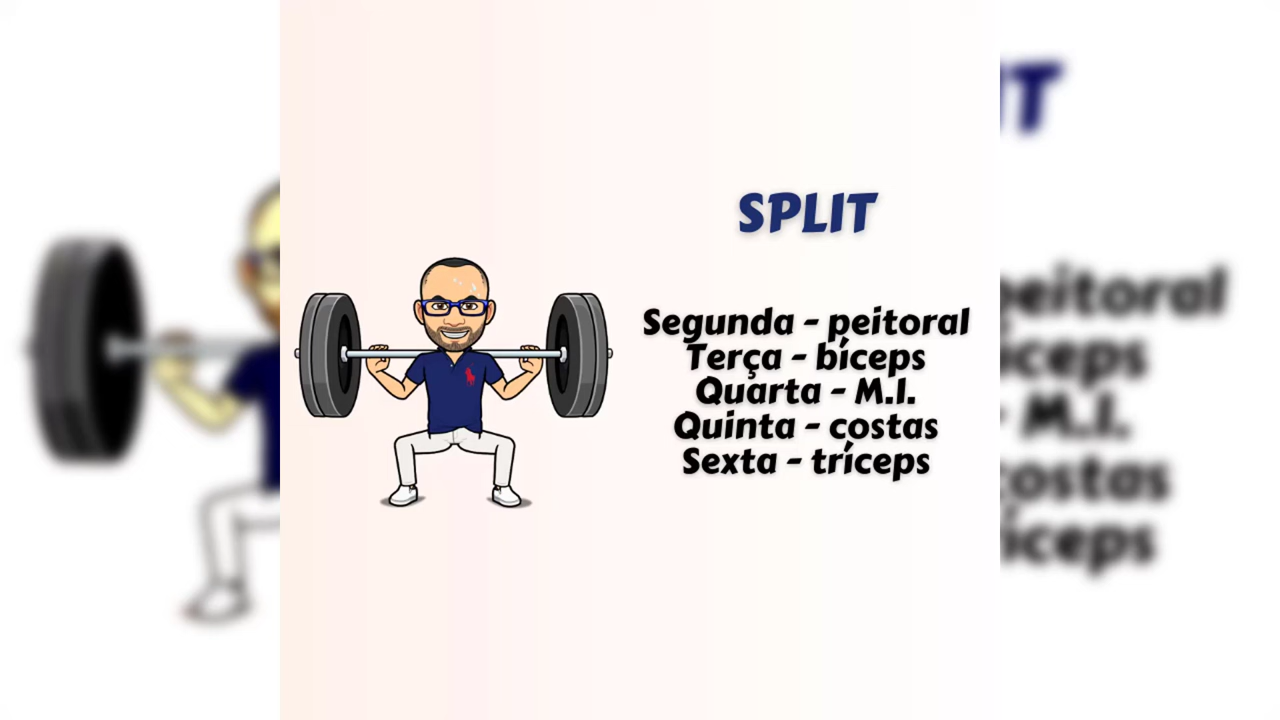 SPLIT
Segunda - peitoral
Terça - bíceps
Quarta - M.I.
Quinta - costas
Sexta - tríceps